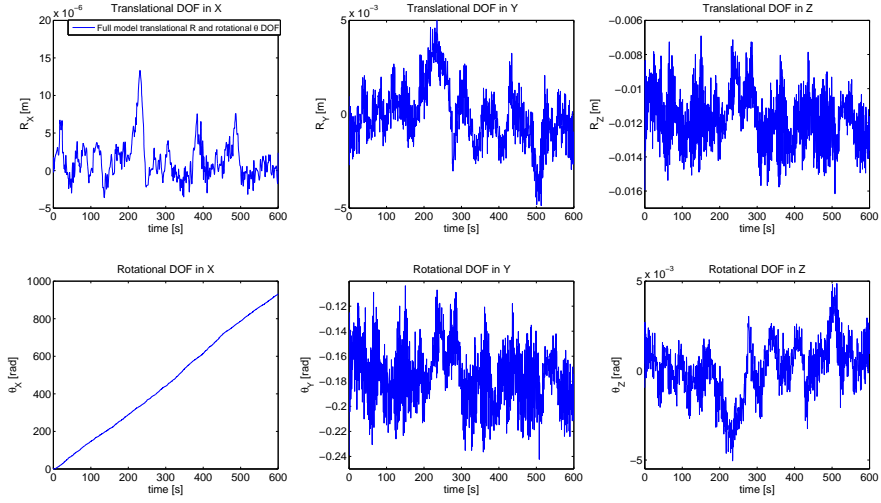 Translational DOF in X
x 10⁻⁶
20
15
10
5
0
−5
R_X [m]
Full model translational R and rotational θ DOF
0 100 200 300 400 500 600
time [s]
Translational DOF in Y
x 10⁻³
5
0
−5
R_Y [m]
0 100 200 300 400 500 600
time [s]
Translational DOF in Z
−0.006
−0.008
−0.01
−0.012
−0.014
−0.016
R_Z [m]
0 100 200 300 400 500 600
time [s]
Rotational DOF in X
1000
800
600
400
200
0
θ_X [rad]
0 100 200 300 400 500 600
time [s]
Rotational DOF in Y
−0.12
−0.14
−0.16
−0.18
−0.2
−0.22
−0.24
θ_Y [rad]
0 100 200 300 400 500 600
time [s]
Rotational DOF in Z
x 10⁻³
5
0
−5
θ_Z [rad]
0 100 200 300 400 500 600
time [s]